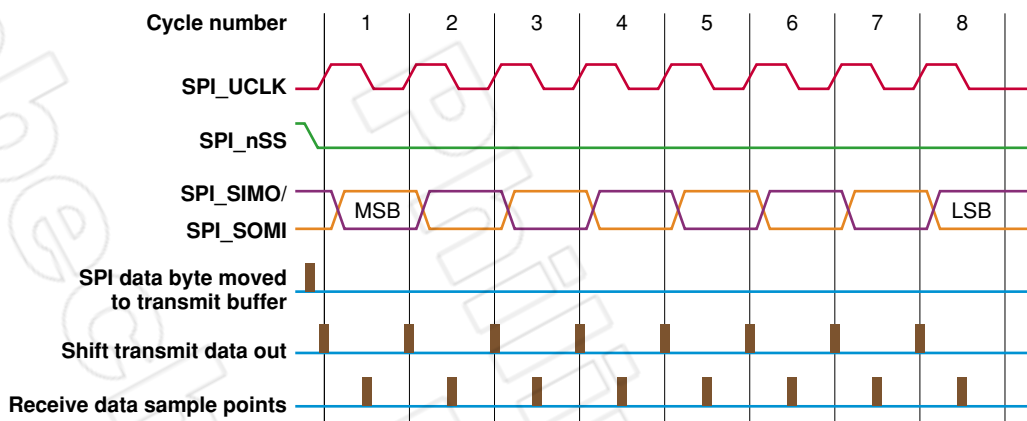 Cycle number 1 2 3 4 5 6 7 8
SPI_UCLK
SPI_nSS
SPI_SIMO/
MSB LSB
SPI_SOMI
SPI data byte moved
to transmit buffer
Shift transmit data out
Receive data sample points